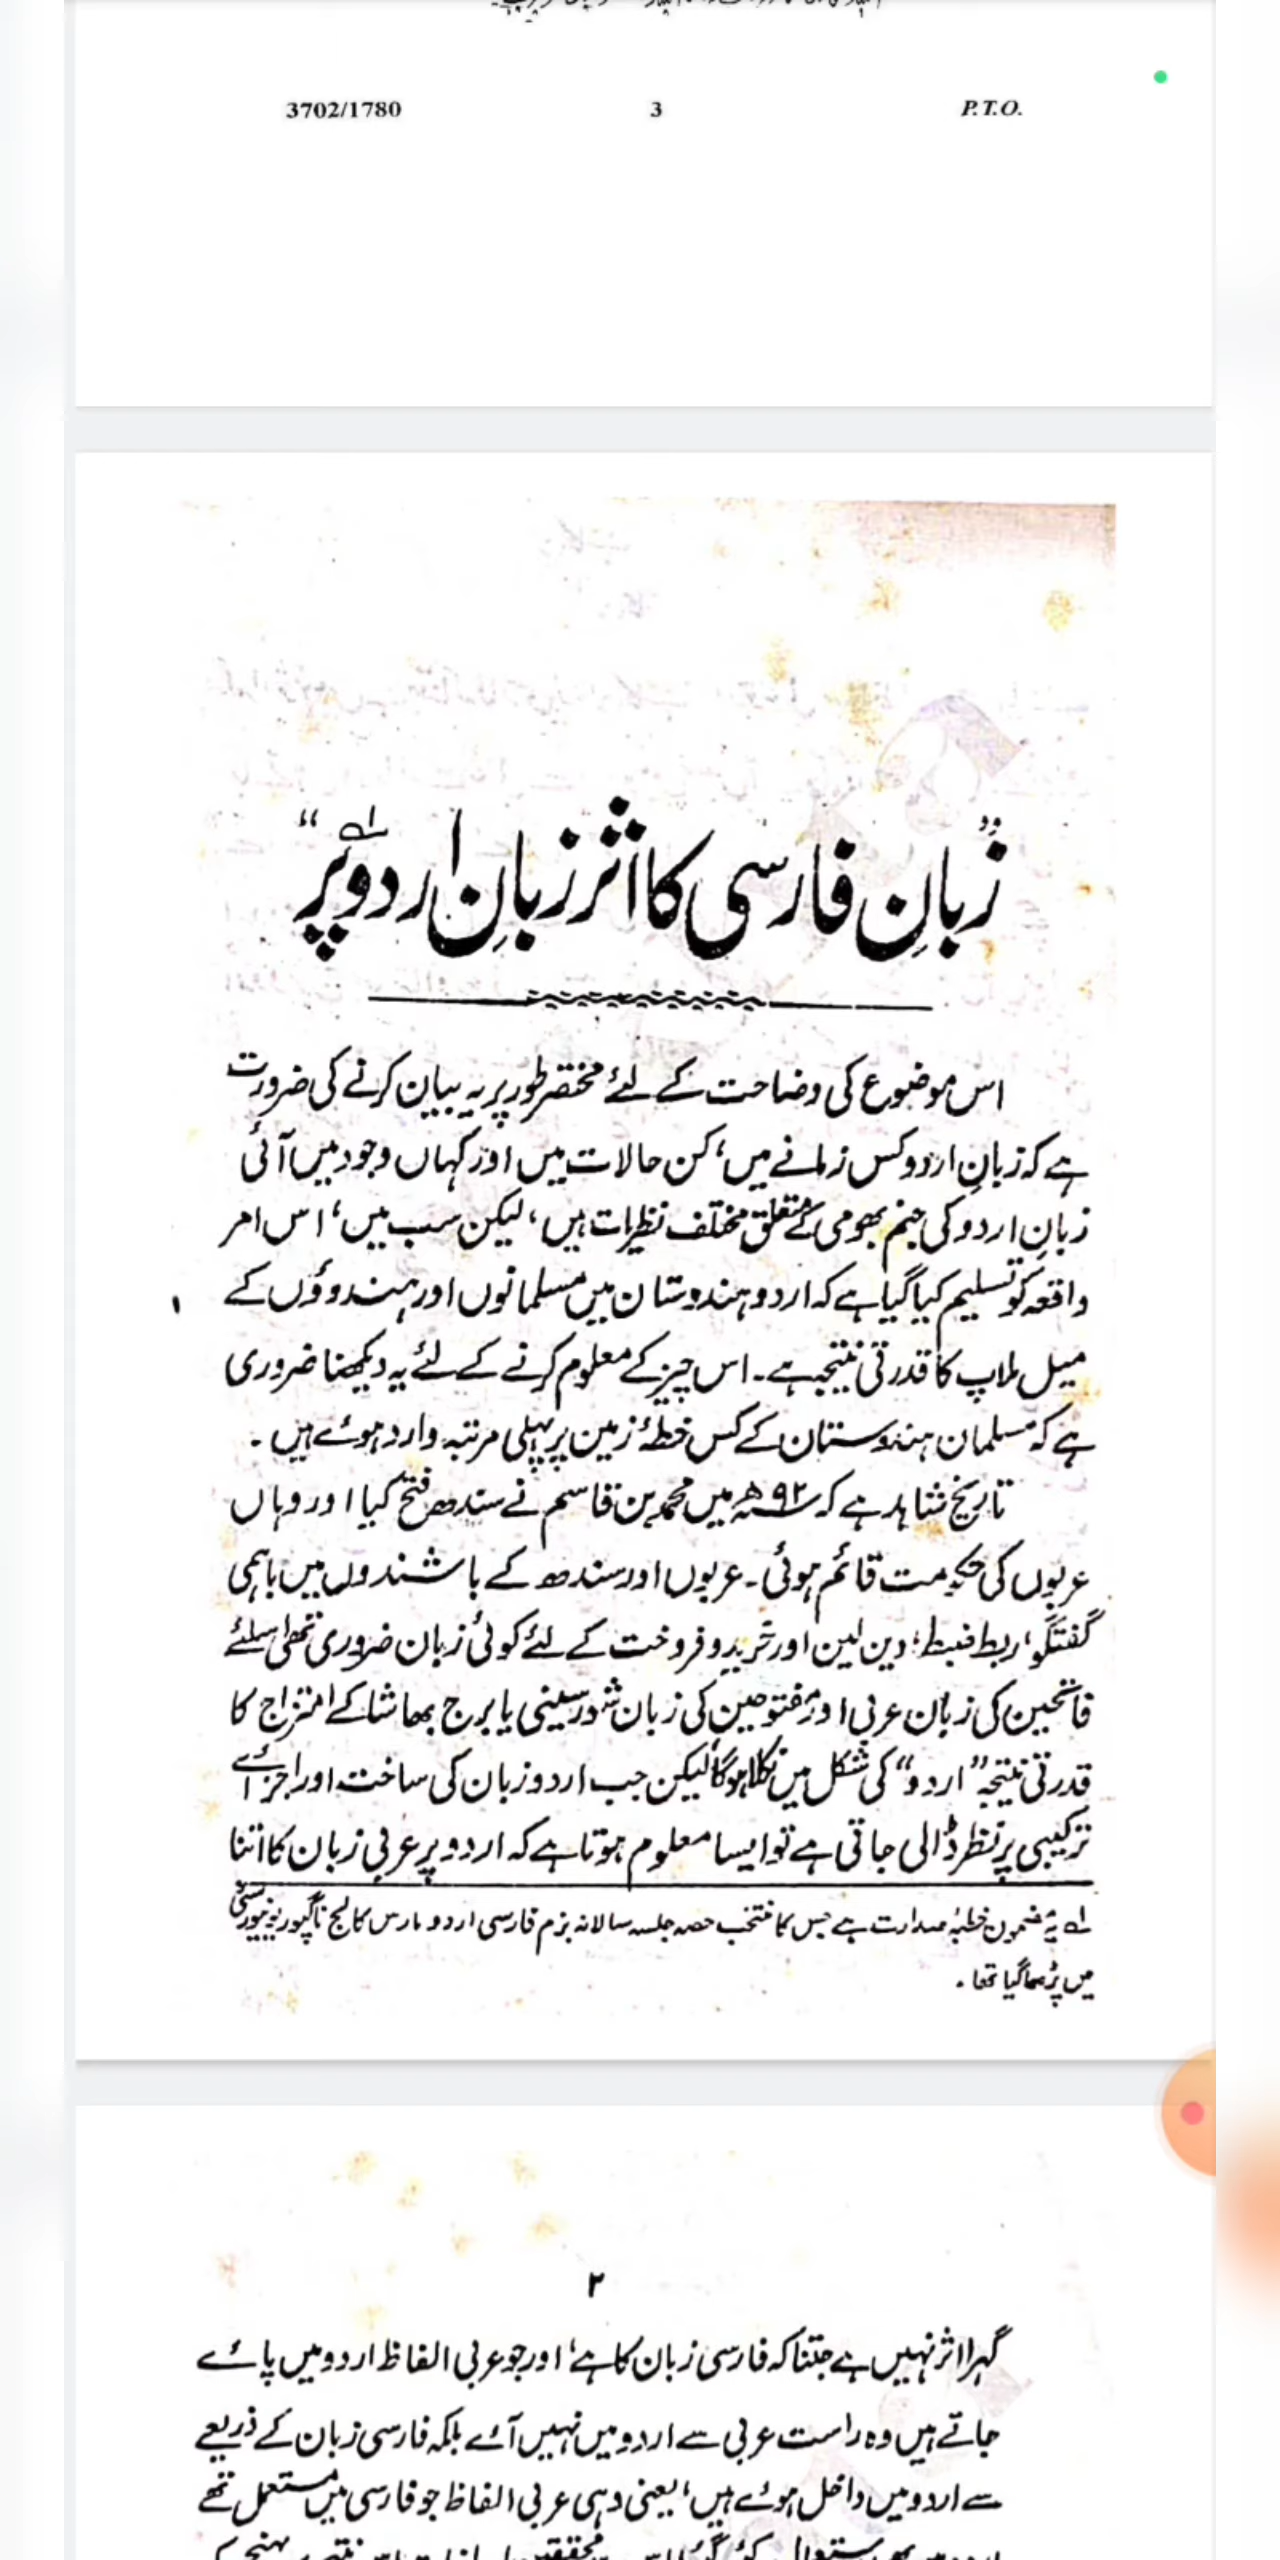 3702/1780 3 P.T.O.
"زبانِ فارسی کا اثر زبانِ اردو پر" لہ
اس موضوع کی وضاحت کے لئے مختصر طور پر یہ بیان کرنے کی ضرورت
ہے کہ زبانِ اردو کس زمانے میں، کن حالات میں اور کہاں وجود میں آئی
زبانِ اردو کی جنم بھومی کے متعلق مختلف نظریات ہیں، لیکن سب میں، اس امر
واقعہ کو تسلیم کیا گیا ہے کہ اردو ہندوستان میں مسلمانوں اور ہندوؤں کے
میل ملاپ کا قدرتی نتیجہ ہے۔ اس چیز کے معلوم کرنے کے لئے یہ دیکھنا ضروری
ہے کہ مسلمان ہندوستان کے کس خطۂ زمین پر پہلی مرتبہ وارد ہوئے ہیں۔
تاریخ شاہد ہے کہ ۹۲ھ میں محمد بن قاسم نے سندھ فتح کیا اور وہاں
عربوں کی حکومت قائم ہوئی۔ عربوں اور سندھ کے باشندوں میں باہمی
گفتگو، ربط ضبط، دین لین اور خرید و فروخت کے لئے کوئی زبان ضروری تھی اسلئے
فاتحین کی زبان عربی اور مفتوحین کی زبان شورسینی یا برج بھاشا کے امتزاج کا
قدرتی نتیجہ "اردو" کی شکل میں نکلا ہوگا لیکن جب اردو زبان کی ساخت اور اجزائے
ترکیبی پر نظر ڈالی جاتی ہے تو ایسا معلوم ہوتا ہے کہ اردو پر عربی زبان کا اتنا
لہ یہ مضمون خطبۂ صدارت ہے جس کا منتخب حصہ جلسہ سالانہ بزم فارسی اردو مارس کالج ناگپور یونیورسٹی
میں پڑھا گیا تھا۔
۲
گہرا اثر نہیں ہے جتنا کہ فارسی زبان کا ہے، اور جو عربی الفاظ اردو میں پائے
جاتے ہیں وہ راست عربی سے اردو میں نہیں آئے بلکہ فارسی زبان کے ذریعے
سے اردو میں داخل ہوئے ہیں، یعنی وہی عربی الفاظ جو فارسی میں مستعمل تھے